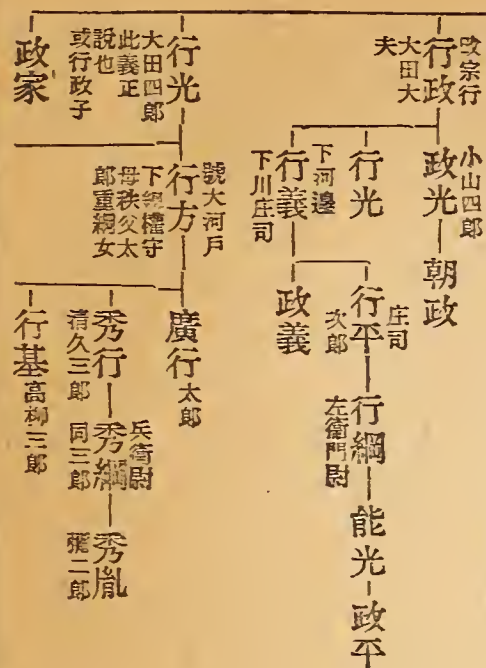 改宗行
行政
大田大
夫
小山四郎
政光
朝政
行光
下河邊
行義
下川庄司
庄司
行平
次郎
行綱
左衞門尉
能光
政平
政義
行光
大田四郎
此義正
說也
或行政子
號大河戶
行方
下總權守
母秩父太
郎重綱女
廣行太郎
秀行
清久三郎
兵衞尉
秀綱
同三郎
秀胤
彌二郎
行基高柳三郎
政家